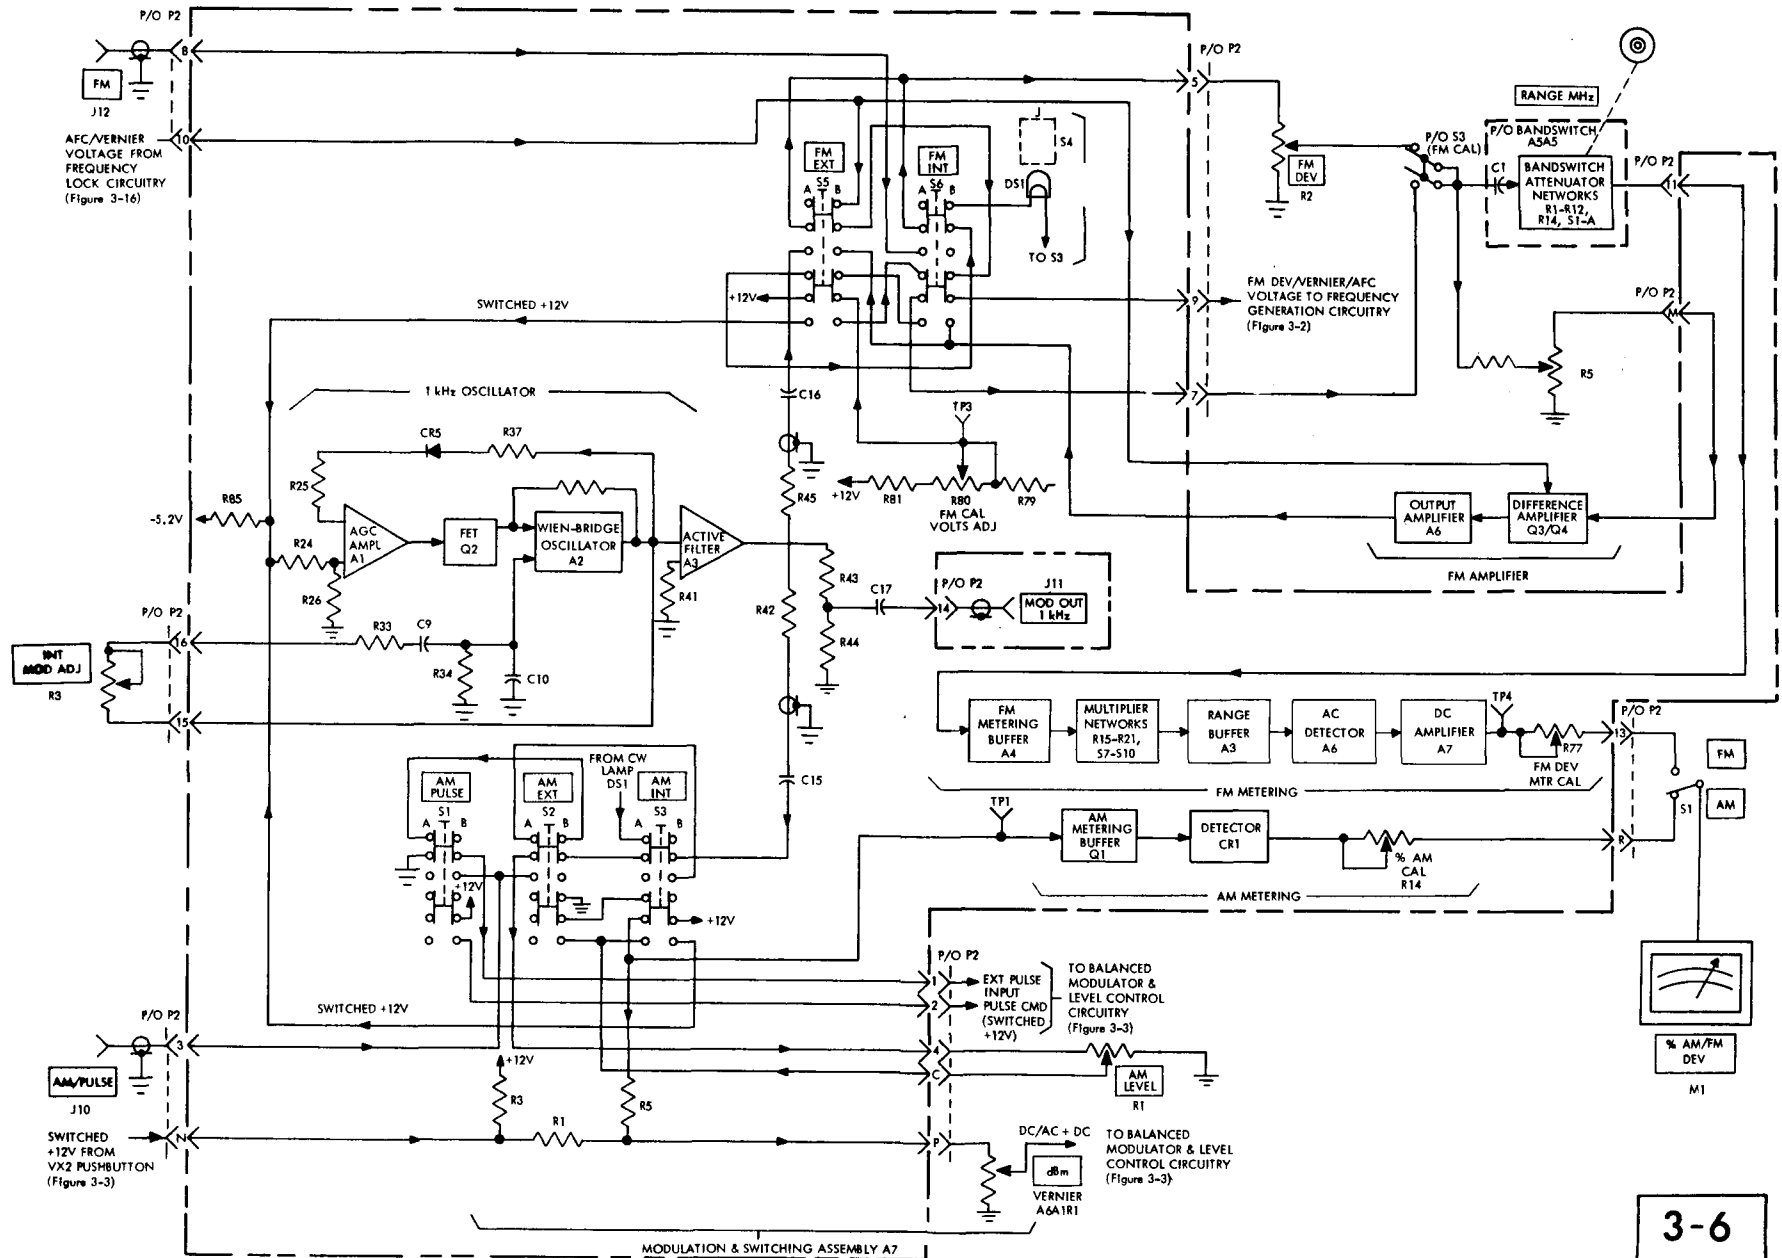 P/O P2
8
FM
J12
AFC/VERNIER
VOLTAGE FROM
FREQUENCY
LOCK CIRCUITRY
(Figure 3-16)
10
FM
EXT
S5
A B
FM
INT
S6
A B
J
S4
DS1
TO S3
+12V
SWITCHED +12V
P/O P2
5
9
7
FM
DEV
R2
FM DEV/VERNIER/AFC
VOLTAGE TO FREQUENCY
GENERATION CIRCUITRY
(Figure 3-2)
P/O S3
(FM CAL)
RANGE MHz
P/O BANDSWITCH
A5A5
C1
BANDSWITCH
ATTENUATOR
NETWORKS
R1-R12,
R14, S1-A
P/O P2
11
P/O P2
M
R5
1 kHz OSCILLATOR
CR5
R37
R25
R85
-5.2V
R24
R26
AGC
AMPL
A1
FET
Q2
WIEN-BRIDGE
OSCILLATOR
A2
ACTIVE
FILTER
A3
R41
C16
R45
TP3
+12V
R81
R80
R79
FM CAL
VOLTS ADJ
OUTPUT
AMPLIFIER
A6
DIFFERENCE
AMPLIFIER
Q3/Q4
FM AMPLIFIER
R43
R42
R44
C17
P/O P2
14
J11
MOD OUT
1 kHz
P/O P2
16
INT
MOD ADJ
R3
15
R33
C9
R34
C10
C15
FM
METERING
BUFFER
A4
MULTIPLIER
NETWORKS
R15-R21,
S7-S10
RANGE
BUFFER
A3
AC
DETECTOR
A6
DC
AMPLIFIER
A7
TP4
P/O P2
13
R77
FM DEV
MTR CAL
FM METERING
FM
AM
S1
FROM CW
LAMP
DS1
AM
PULSE
S1
A B
AM
EXT
S2
A B
AM
INT
S3
A B
+12V
+12V
TP1
AM
METERING
BUFFER
Q1
DETECTOR
CR1
% AM
CAL
R14
R
AM METERING
P/O P2
1
EXT PULSE
INPUT
2
PULSE CMD
(SWITCHED
+12V)
TO BALANCED
MODULATOR &
LEVEL CONTROL
CIRCUITRY
(Figure 3-3)
SWITCHED +12V
P/O P2
3
AM/PULSE
J10
+12V
R3
R5
4
C
AM
LEVEL
R1
% AM/FM
DEV
M1
SWITCHED
+12V FROM
VX2 PUSHBUTTON
(Figure 3-3)
N
R1
P
DC/AC + DC
dBm
VERNIER
A6A1R1
TO BALANCED
MODULATOR & LEVEL
CONTROL CIRCUITRY
(Figure 3-3)
MODULATION & SWITCHING ASSEMBLY A7
3-6